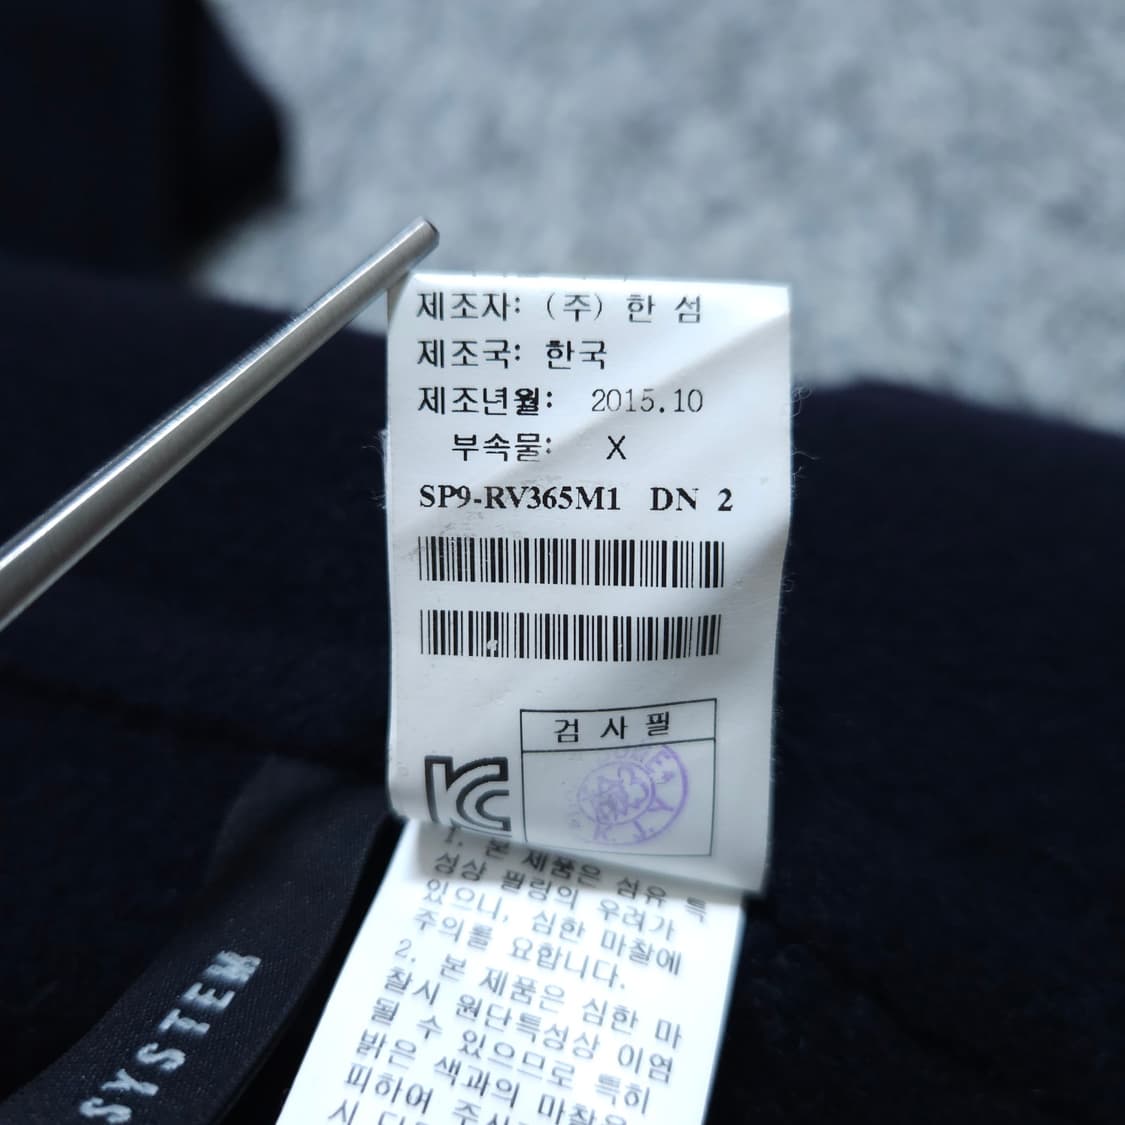 제조자: (주) 한 섬
제조국: 한국
제조년월: 2015.10
부속물: X
SP9-RV365M1 DN 2
검 사 필
KC
1. 본 제품은 섬유 특
성상 필링의 우려가
있으니, 심한 마찰에
주의를 요합니다.
2. 본 제품은 심한 마
찰시 원단특성상 이염
될 수 있으므로 특히
밝은 색과의 마찰은
피하여
시
SYSTEM